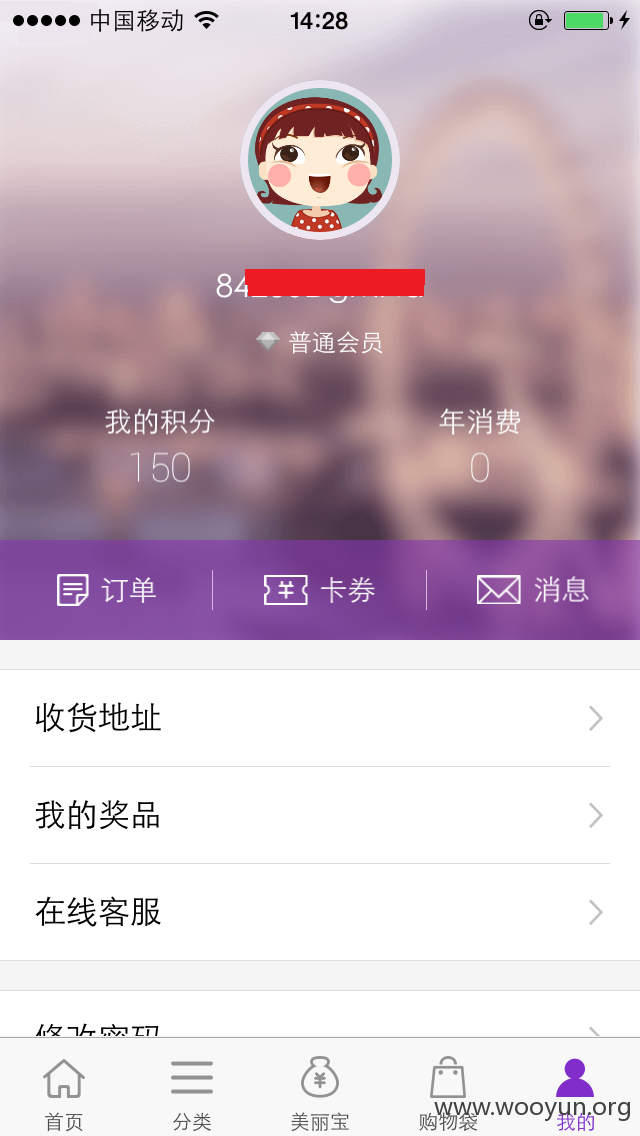 中国移动 14:28
84
普通会员
我的积分 年消费
150 0
订单 卡券 消息
收货地址
我的奖品
在线客服
修改密码
www.wooyun.org
首页 分类 美丽宝 购物袋 我的